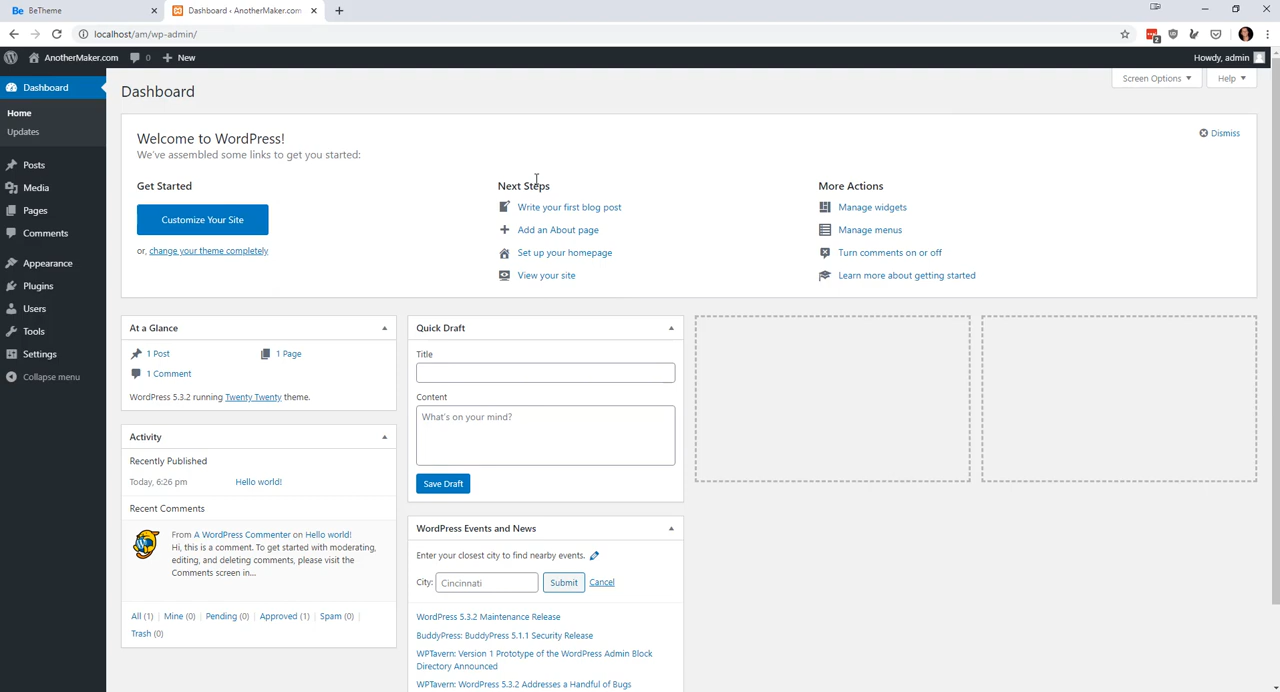 Be BeTheme
Dashboard ‹ AnotherMaker.com
localhost/am/wp-admin/
2
AnotherMaker.com 0 New
Howdy, admin
Dashboard
Home
Updates
Posts
Media
Pages
Comments
Appearance
Plugins
Users
Tools
Settings
Collapse menu
Screen Options
Help
Dashboard
Welcome to WordPress!
We've assembled some links to get you started:
Dismiss
Get Started
Customize Your Site
or, change your theme completely
Next Steps
Write your first blog post
Add an About page
Set up your homepage
View your site
More Actions
Manage widgets
Manage menus
Turn comments on or off
Learn more about getting started
At a Glance
1 Post
1 Page
1 Comment
WordPress 5.3.2 running Twenty Twenty theme.
Activity
Recently Published
Today, 6:26 pm Hello world!
Recent Comments
From A WordPress Commenter on Hello world!
Hi, this is a comment. To get started with moderating,
editing, and deleting comments, please visit the
Comments screen in...
All (1) | Mine (0) | Pending (0) | Approved (1) | Spam (0) |
Trash (0)
Quick Draft
Title
Content
What's on your mind?
Save Draft
WordPress Events and News
Enter your closest city to find nearby events.
City: Cincinnati Submit Cancel
WordPress 5.3.2 Maintenance Release
BuddyPress: BuddyPress 5.1.1 Security Release
WPTavern: Version 1 Prototype of the WordPress Admin Block
Directory Announced
WPTavern: WordPress 5.3.2 Addresses a Handful of Bugs